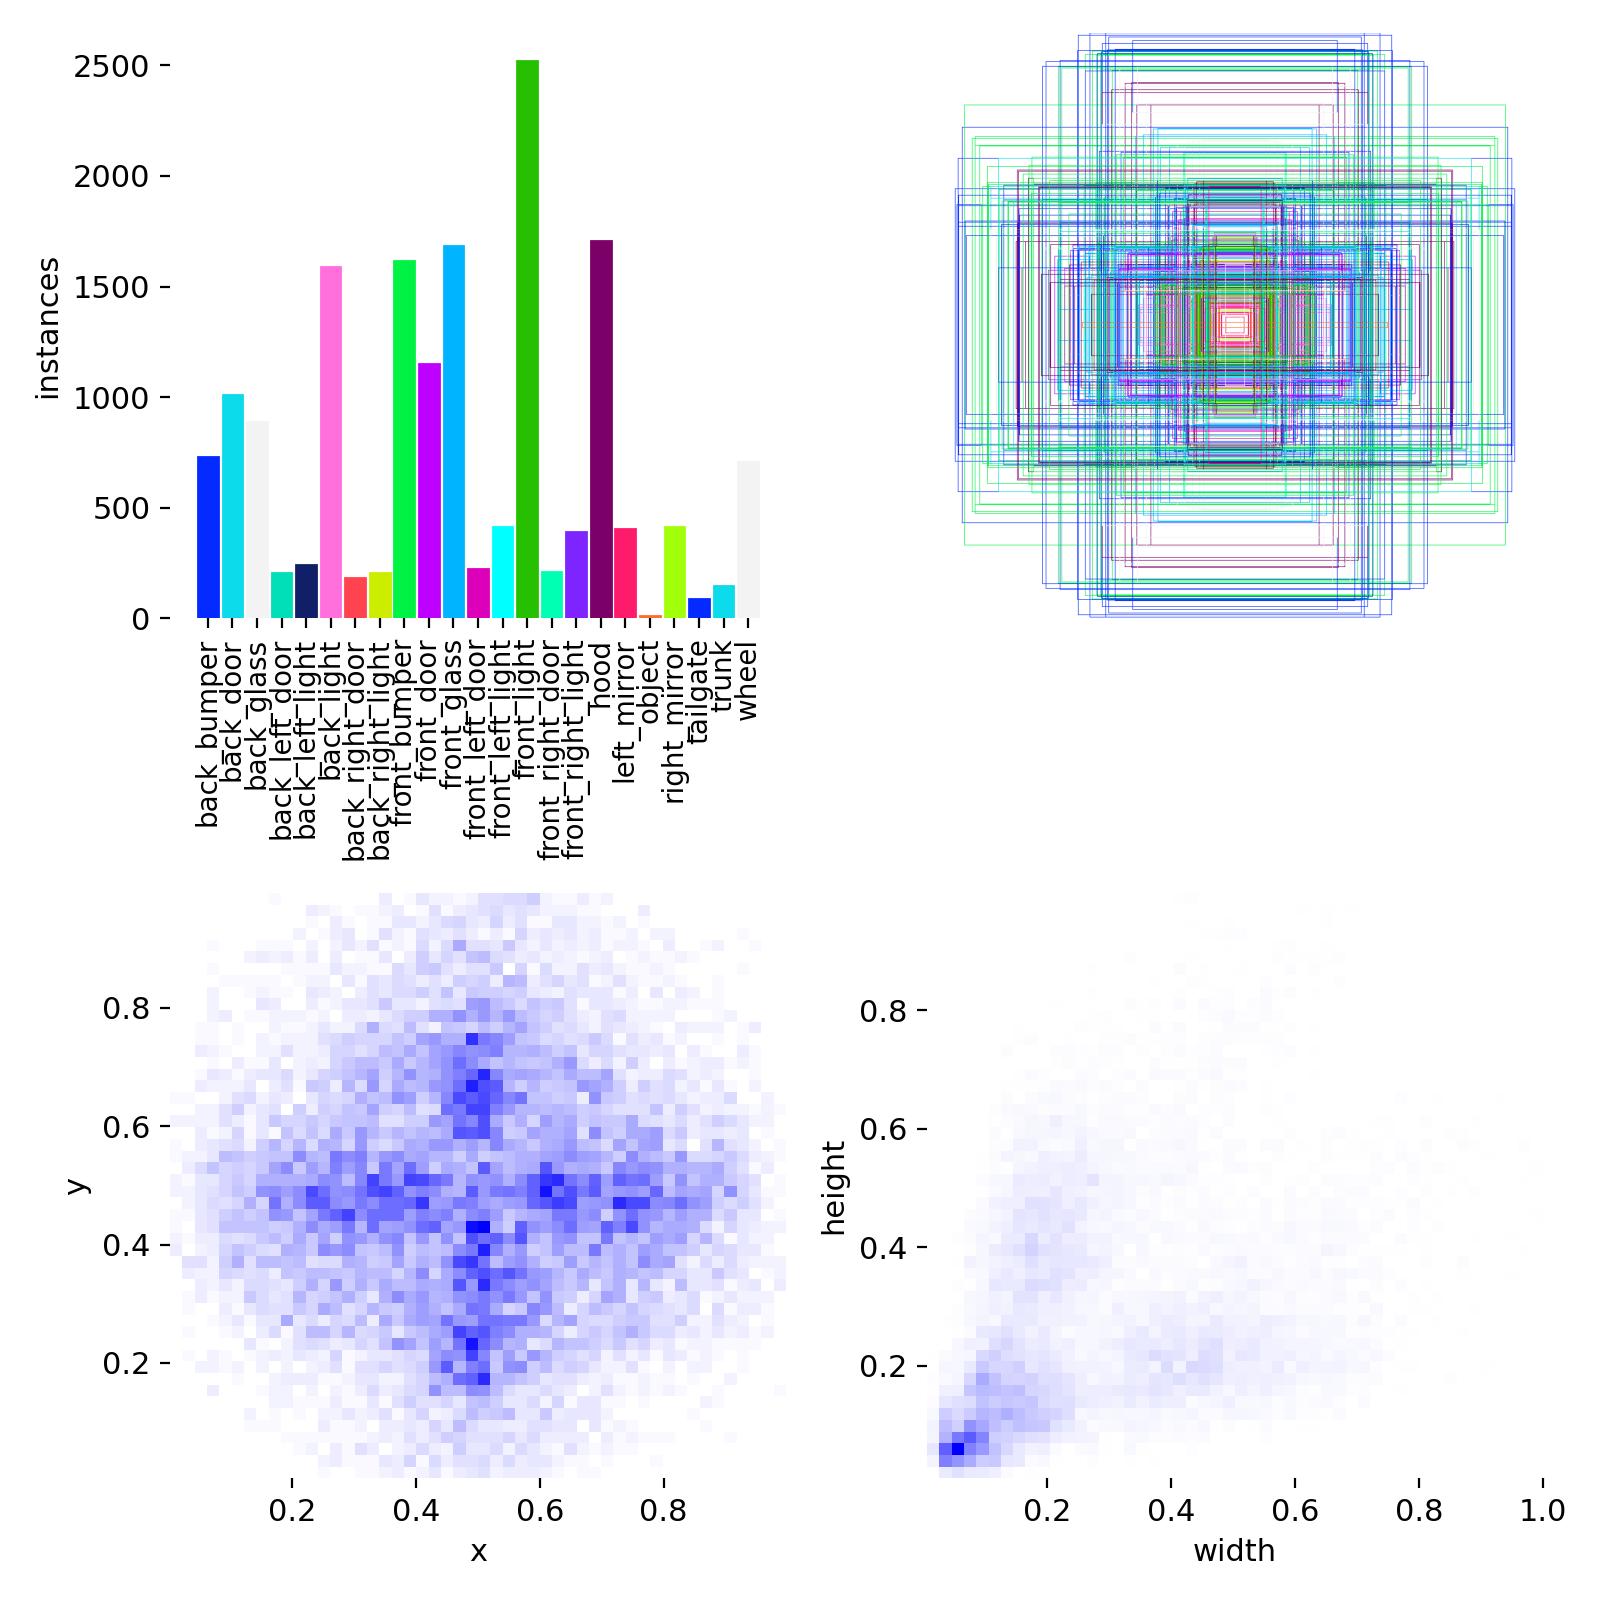 2500
2000
1500
1000
500
0
instances
back_bumper
back_door
back_glass
back_left_door
back_left_light
back_light
back_right_door
back_right_light
front_bumper
front_door
front_glass
front_left_door
front_left_light
front_light
front_right_door
front_right_light
hood
left_mirror
object
right_mirror
tailgate
trunk
wheel
0.8
0.6
0.4
0.2
y
0.2
0.4
0.6
0.8
x
0.8
0.6
0.4
0.2
height
0.2
0.4
0.6
0.8
1.0
width